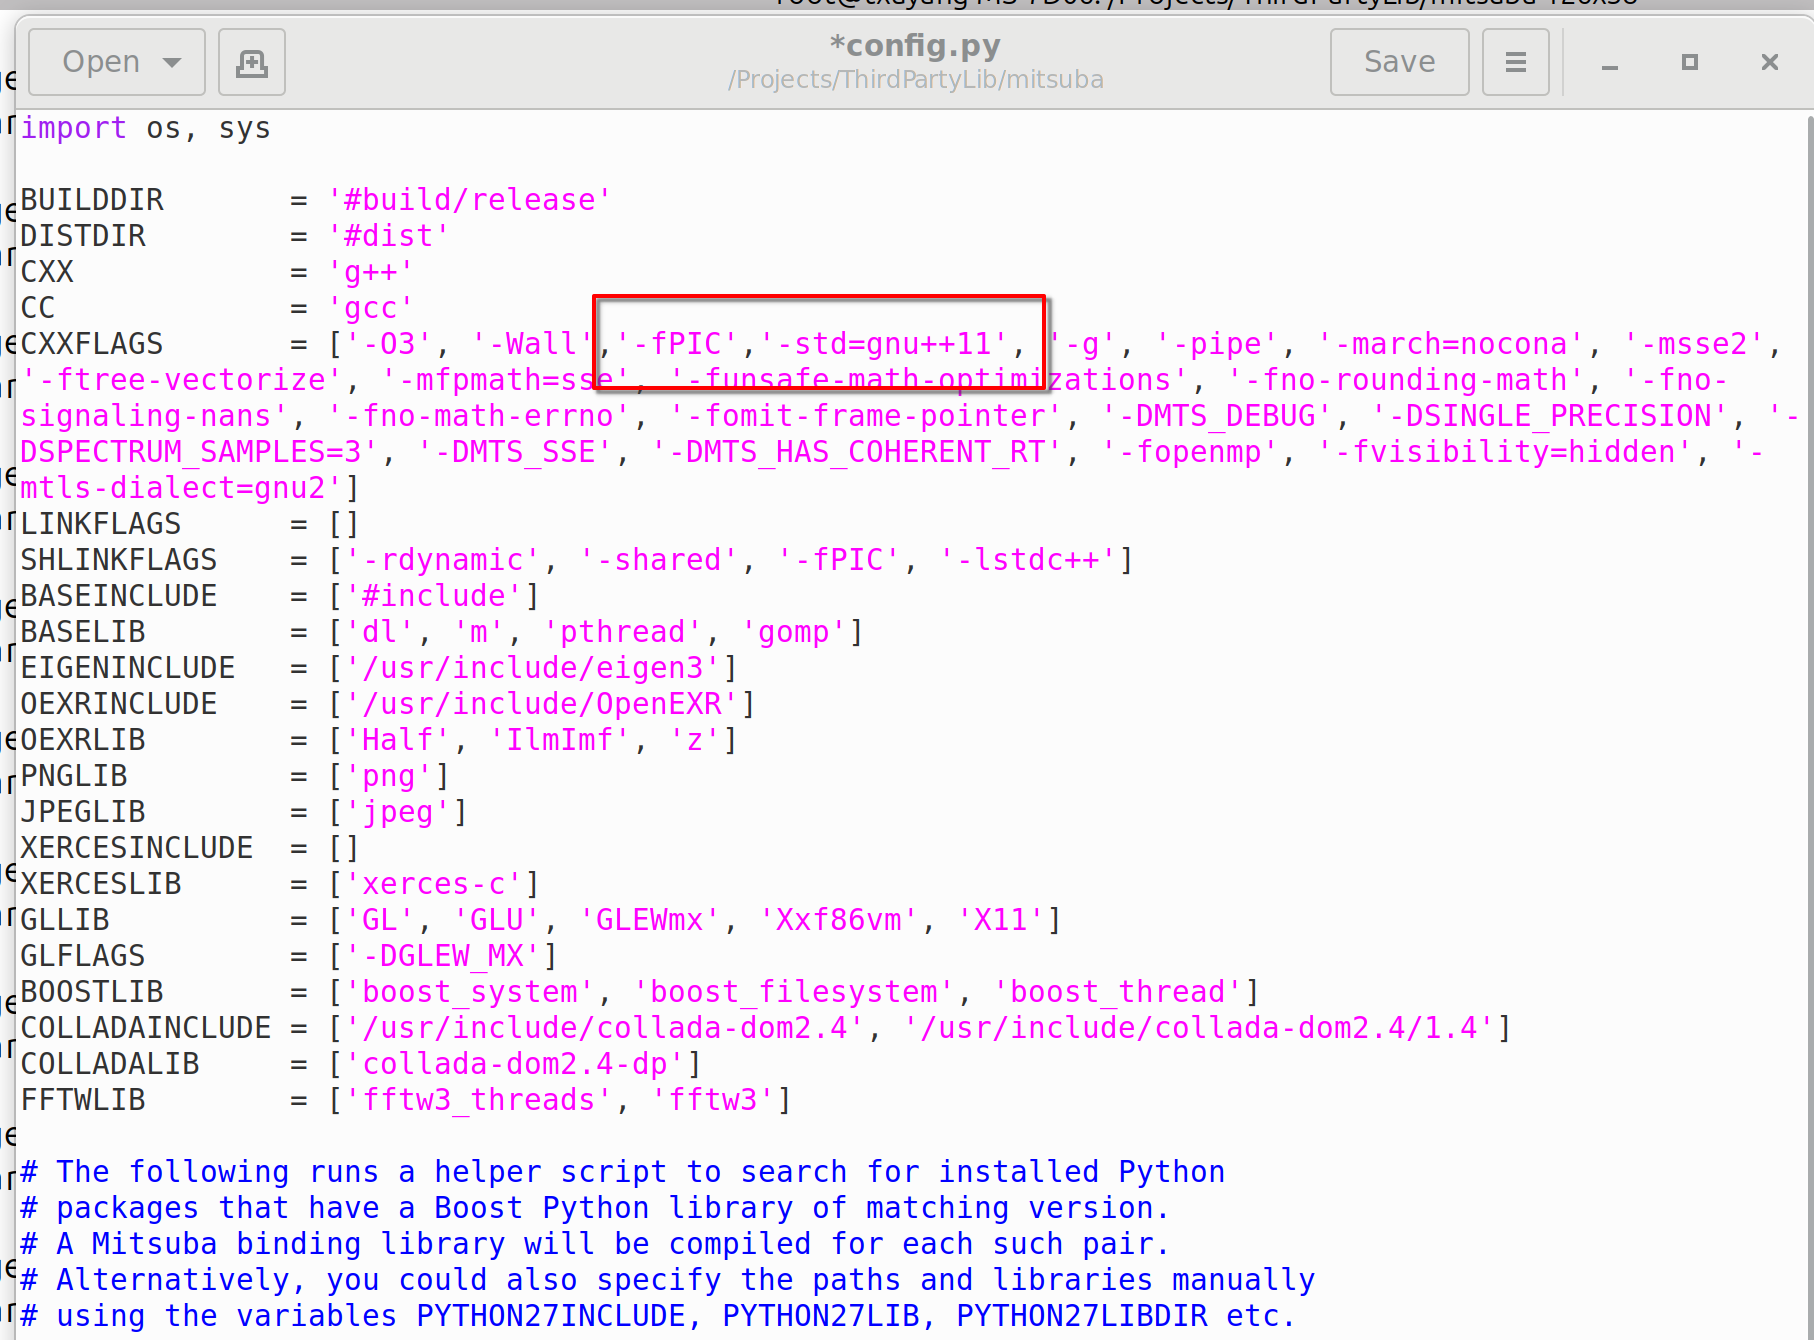 Open
*config.py
/Projects/ThirdPartyLib/mitsuba
Save
import os, sys
BUILDDIR       = '#build/release'
DISTDIR        = '#dist'
CXX            = 'g++'
CC             = 'gcc'
CXXFLAGS       = ['-O3', '-Wall','-fPIC','-std=gnu++11', '-g', '-pipe', '-march=nocona', '-msse2',
'-ftree-vectorize', '-mfpmath=sse', '-funsafe-math-optimizations', '-fno-rounding-math', '-fno-
signaling-nans', '-fno-math-errno', '-fomit-frame-pointer', '-DMTS_DEBUG', '-DSINGLE_PRECISION', '-
DSPECTRUM_SAMPLES=3', '-DMTS_SSE', '-DMTS_HAS_COHERENT_RT', '-fopenmp', '-fvisibility=hidden', '-
mtls-dialect=gnu2']
LINKFLAGS      = []
SHLINKFLAGS    = ['-rdynamic', '-shared', '-fPIC', '-lstdc++']
BASEINCLUDE    = ['#include']
BASELIB        = ['dl', 'm', 'pthread', 'gomp']
EIGENINCLUDE   = ['/usr/include/eigen3']
OEXRINCLUDE    = ['/usr/include/OpenEXR']
OEXRLIB        = ['Half', 'IlmImf', 'z']
PNGLIB         = ['png']
JPEGLIB        = ['jpeg']
XERCESINCLUDE  = []
XERCESLIB      = ['xerces-c']
GLLIB          = ['GL', 'GLU', 'GLEWmx', 'Xxf86vm', 'X11']
GLFLAGS        = ['-DGLEW_MX']
BOOSTLIB       = ['boost_system', 'boost_filesystem', 'boost_thread']
COLLADAINCLUDE = ['/usr/include/collada-dom2.4', '/usr/include/collada-dom2.4/1.4']
COLLADALIB     = ['collada-dom2.4-dp']
FFTWLIB        = ['fftw3_threads', 'fftw3']
# The following runs a helper script to search for installed Python
# packages that have a Boost Python library of matching version.
# A Mitsuba binding library will be compiled for each such pair.
# Alternatively, you could also specify the paths and libraries manually
# using the variables PYTHON27INCLUDE, PYTHON27LIB, PYTHON27LIBDIR etc.